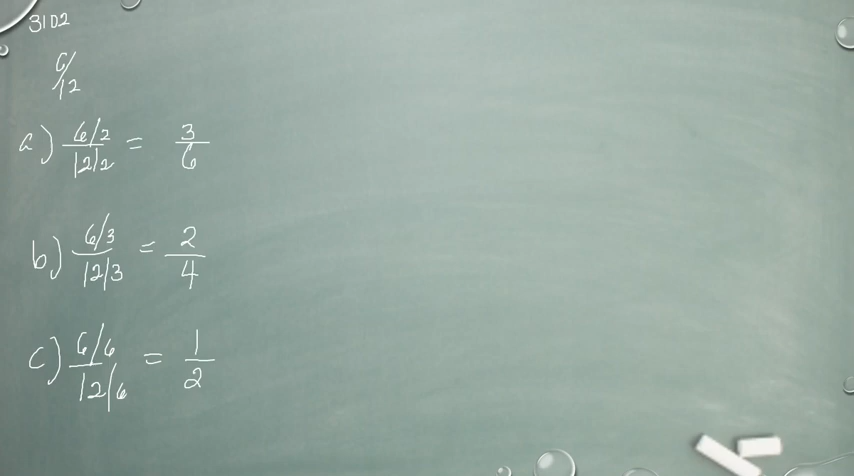 3102
6/12
a) 6/2 / 12/2 = 3/6
b) 6/3 / 12/3 = 2/4
c) 6/6 / 12/6 = 1/2